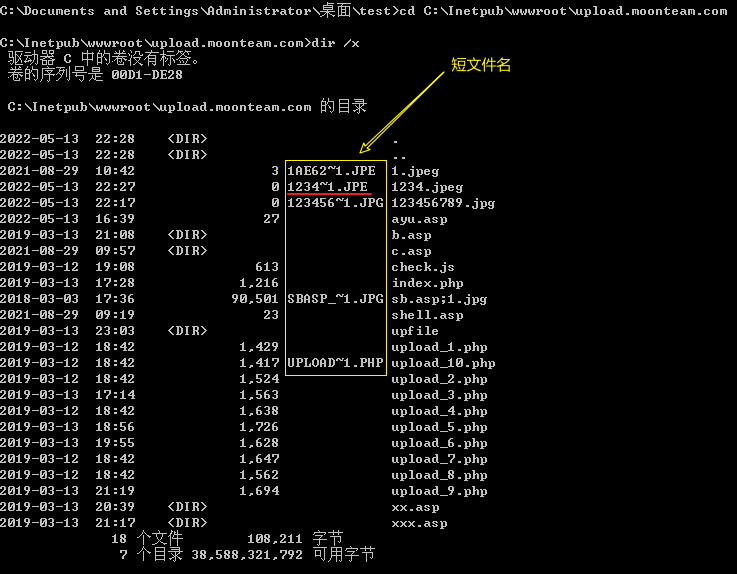 C:\Documents and Settings\Administrator\桌面\test>cd C:\Inetpub\wwwroot\upload.moonteam.com
C:\Inetpub\wwwroot\upload.moonteam.com>dir /x
驱动器 C 中的卷没有标签。
卷的序列号是 00D1-DE28
短文件名
C:\Inetpub\wwwroot\upload.moonteam.com 的目录
2022-05-13  22:28    <DIR>                       .
2022-05-13  22:28    <DIR>                       ..
2021-08-29  10:42                 3 1AE62~1.JPE  1.jpeg
2022-05-13  22:27                 0 1234~1.JPE   1234.jpeg
2022-05-13  22:17                 0 123456~1.JPG 123456789.jpg
2022-05-13  16:39                27              ayu.asp
2019-03-13  21:08    <DIR>                       b.asp
2021-08-29  09:57    <DIR>                       c.asp
2019-03-12  19:08               613              check.js
2019-03-13  17:28             1,216              index.php
2018-03-03  17:36            90,501 SBASP_~1.JPG sb.asp;1.jpg
2021-08-29  09:19                23              shell.asp
2019-03-13  23:03    <DIR>                       upfile
2019-03-12  18:42             1,429              upload_1.php
2019-03-12  18:42             1,417 UPLOAD~1.PHP upload_10.php
2019-03-12  18:42             1,524              upload_2.php
2019-03-13  17:14             1,563              upload_3.php
2019-03-12  18:42             1,638              upload_4.php
2019-03-13  18:56             1,726              upload_5.php
2019-03-13  19:55             1,628              upload_6.php
2019-03-12  18:42             1,647              upload_7.php
2019-03-12  18:42             1,562              upload_8.php
2019-03-13  21:19             1,694              upload_9.php
2019-03-13  20:39    <DIR>                       xx.asp
2019-03-13  21:17    <DIR>                       xxx.asp
18 个文件        108,211 字节
7 个目录 38,588,321,792 可用字节